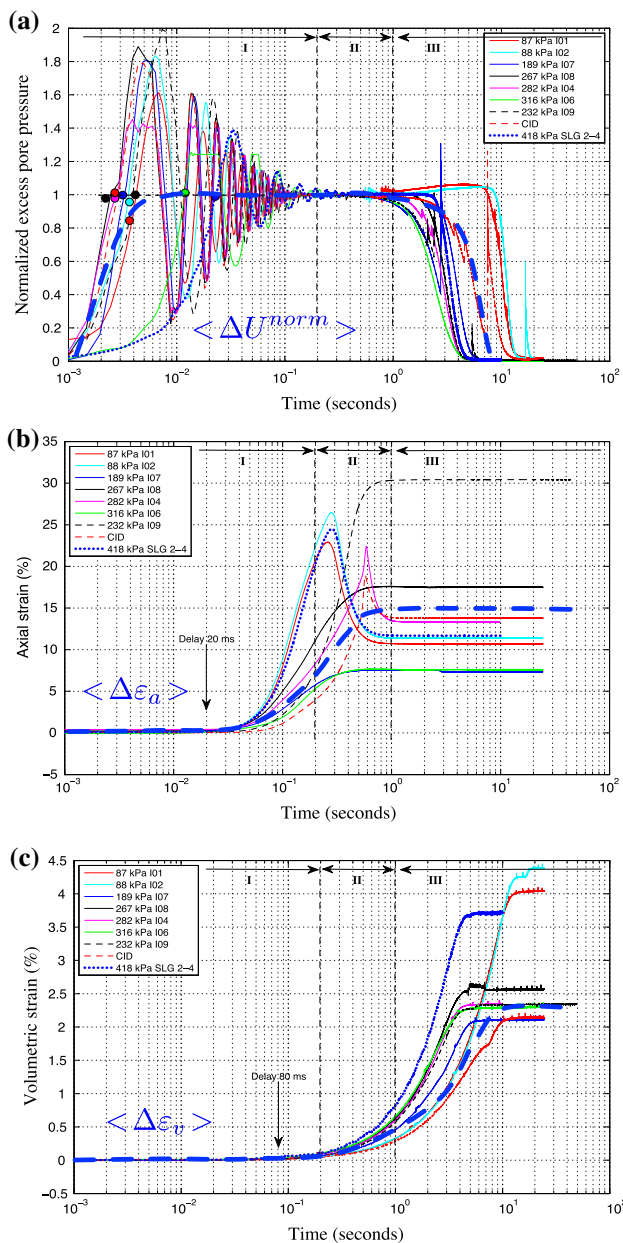 (a)
2
1.8
1.6
1.4
1.2
1
0.8
0.6
0.4
0.2
0
Normalized excess pore pressure
I
II
III
87 kPa I01
88 kPa I02
189 kPa I07
267 kPa I08
282 kPa I04
316 kPa I06
232 kPa I09
CID
418 kPa SLG 2−4
< ΔU^{norm} >
10^{−3}
10^{−2}
10^{−1}
10^{0}
10^{1}
10^{2}
Time (seconds)
(b)
35
30
25
20
15
10
5
0
−5
Axial strain (%)
I
II
III
87 kPa I01
88 kPa I02
189 kPa I07
267 kPa I08
282 kPa I04
316 kPa I06
232 kPa I09
CID
418 kPa SLG 2−4
Delay 20 ms
< Δε_a >
10^{−3}
10^{−2}
10^{−1}
10^{0}
10^{1}
10^{2}
Time (seconds)
(c)
4.5
4
3.5
3
2.5
2
1.5
1
0.5
0
−0.5
Volumetric strain (%)
I
II
III
87 kPa I01
88 kPa I02
189 kPa I07
267 kPa I08
282 kPa I04
316 kPa I06
232 kPa I09
CID
418 kPa SLG 2−4
Delay 80 ms
< Δε_v >
10^{−3}
10^{−2}
10^{−1}
10^{0}
10^{1}
10^{2}
Time (seconds)